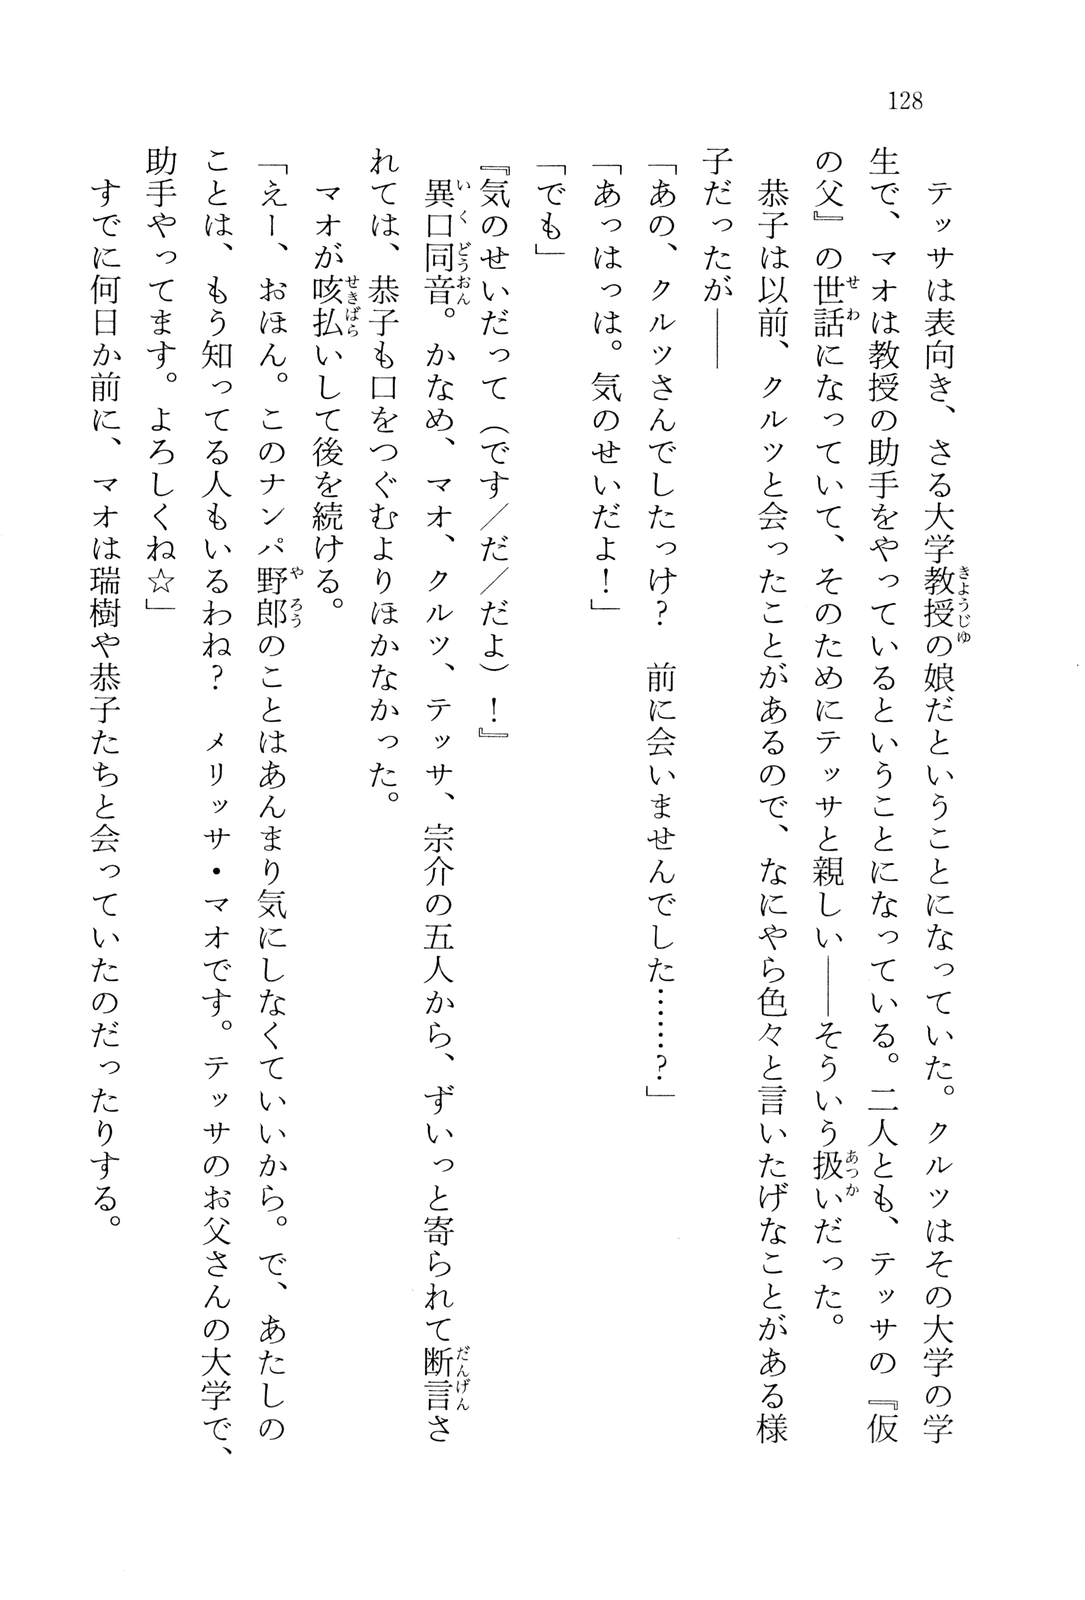 128
　テッサは表向き、さる大学教授の娘だということになっていた。クルツはその大学の学
生で、マオは教授の助手をやっているということになっている。二人とも、テッサの『仮
の父』の世話になっていて、そのためにテッサと親しい――そういう扱いだった。
　恭子は以前、クルツと会ったことがあるので、なにやら色々と言いたげなことがある様
子だったが――
「あの、クルツさんでしたっけ？　前に会いませんでした……？」
「あっはっは。気のせいだよ！」
「でも」
『気のせいだって（です／だ／だよ）！』
　異口同音。かなめ、マオ、クルツ、テッサ、宗介の五人から、ずいっと寄られて断言さ
れては、恭子も口をつぐむよりほかなかった。
　マオが咳払いして後を続ける。
「えー、おほん。このナンパ野郎のことはあんまり気にしなくていいから。で、あたしの
ことは、もう知ってる人もいるわね？　メリッサ・マオです。テッサのお父さんの大学で、
助手やってます。よろしくね☆」
　すでに何日か前に、マオは瑞樹や恭子たちと会っていたのだったりする。